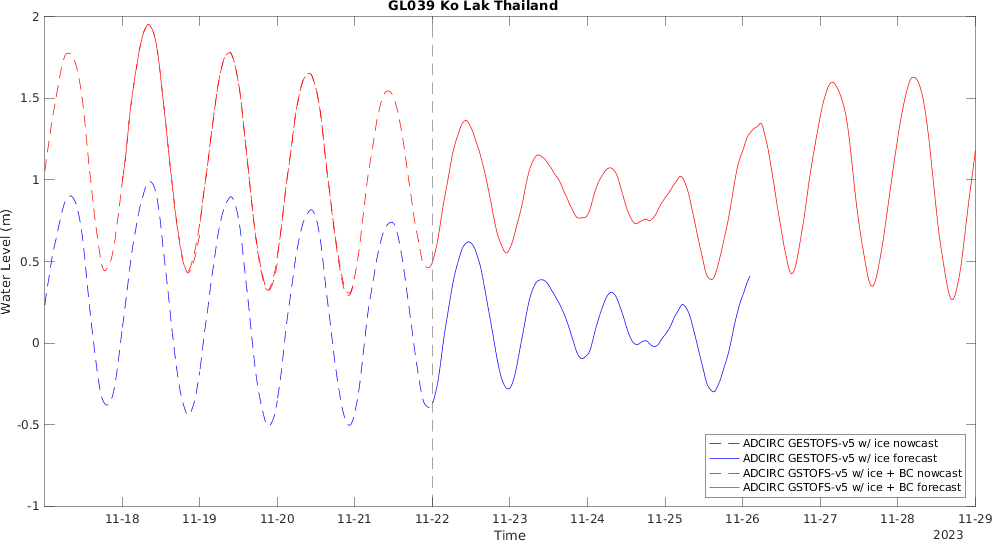 GL039 Ko Lak Thailand
2
1.5
1
0.5
0
-0.5
-1
Water Level (m)
ADCIRC GESTOFS-v5 w/ ice nowcast
ADCIRC GESTOFS-v5 w/ ice forecast
ADCIRC GSTOFS-v5 w/ ice + BC nowcast
ADCIRC GSTOFS-v5 w/ ice + BC forecast
11-18 11-19 11-20 11-21 11-22 11-23 11-24 11-25 11-26 11-27 11-28 11-29
Time
2023